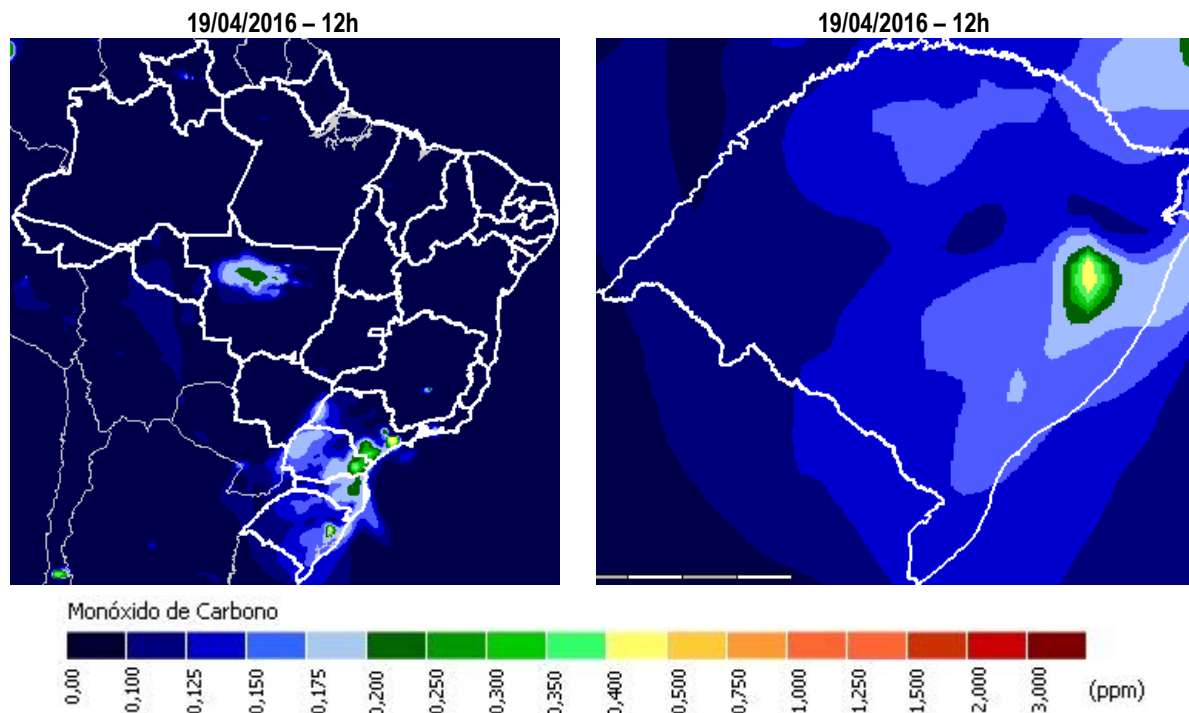 19/04/2016 – 12h
19/04/2016 – 12h
Monóxido de Carbono
0,00 0,100 0,125 0,150 0,175 0,200 0,250 0,300 0,350 0,400 0,500 0,750 1,000 1,250 1,500 2,000 3,000 (ppm)